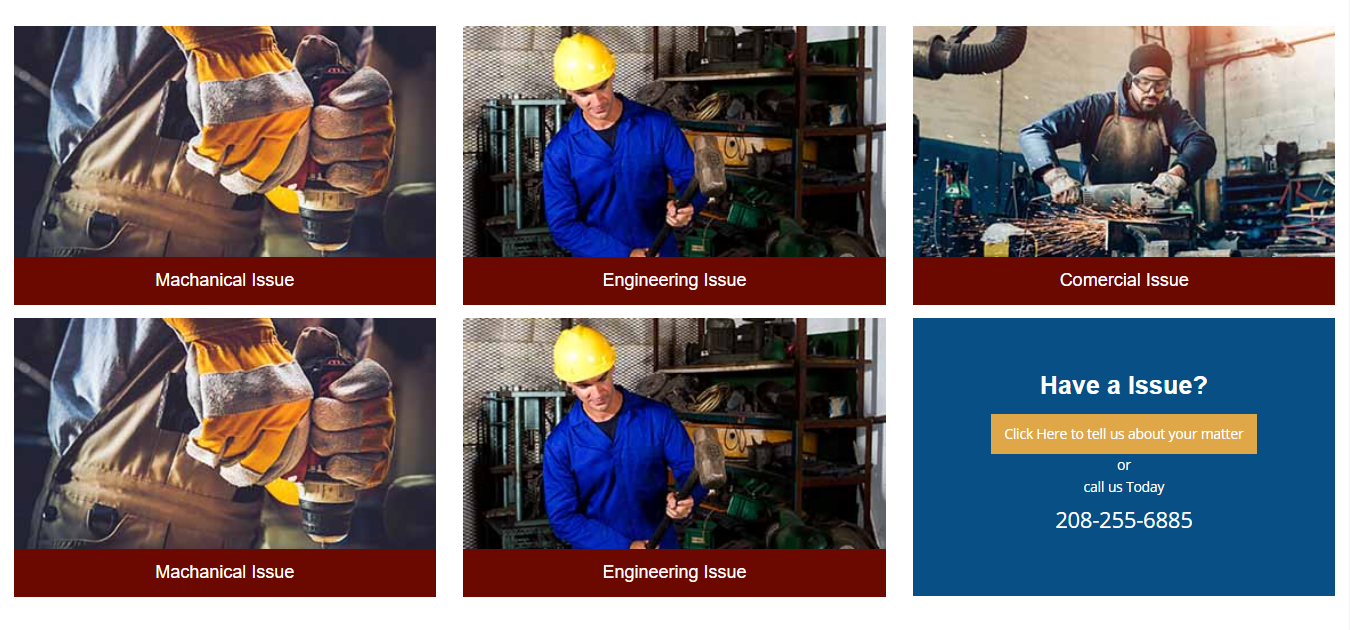 Machanical Issue
Engineering Issue
Comercial Issue
Machanical Issue
Engineering Issue
Have a Issue?
Click Here to tell us about your matter
or
call us Today
208-255-6885